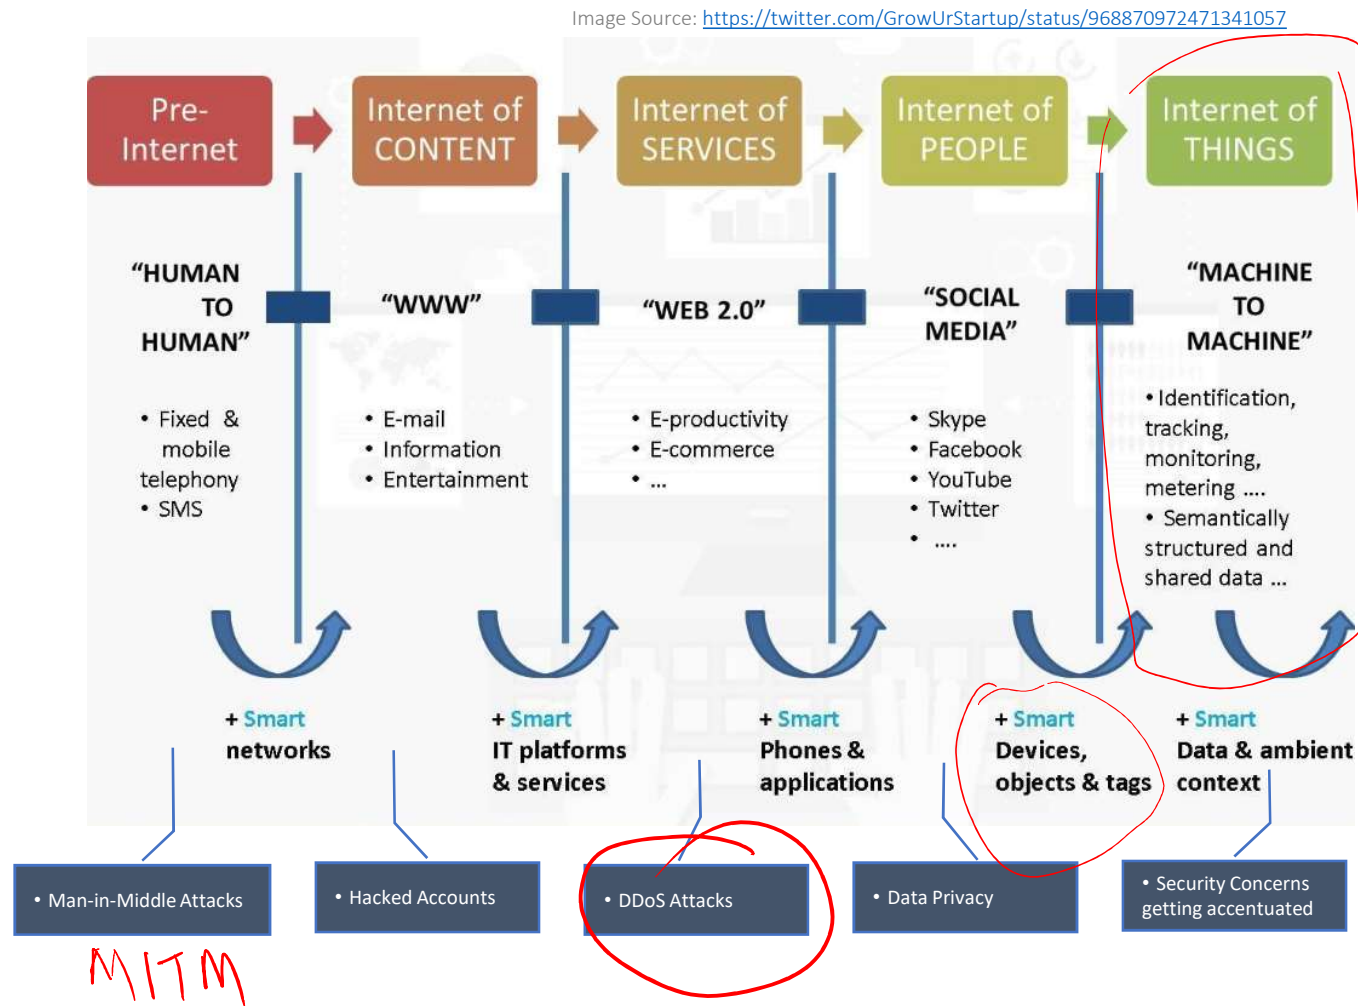 Image Source: https://twitter.com/GrowUrStartup/status/968870972471341057
Pre-
Internet
Internet of
CONTENT
Internet of
SERVICES
Internet of
PEOPLE
Internet of
THINGS
“HUMAN
TO
HUMAN”
“WWW”
“WEB 2.0”
“SOCIAL
MEDIA”
“MACHINE
TO
MACHINE”
• Fixed &
mobile
telephony
• SMS
• E-mail
• Information
• Entertainment
• E-productivity
• E-commerce
• ...
• Skype
• Facebook
• YouTube
• Twitter
• ....
• Identification,
tracking,
monitoring,
metering ....
• Semantically
structured and
shared data ...
+ Smart
networks
+ Smart
IT platforms
& services
+ Smart
Phones &
applications
+ Smart
Devices,
objects & tags
+ Smart
Data & ambient
context
• Man-in-Middle Attacks
• Hacked Accounts
• DDoS Attacks
• Data Privacy
• Security Concerns
getting accentuated
MITM